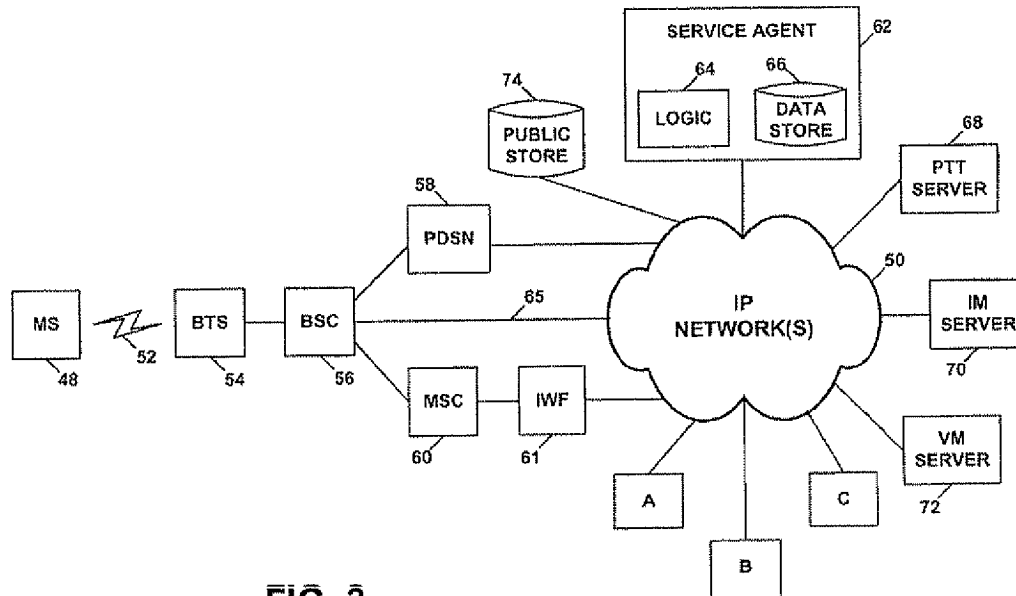 SERVICE AGENT
62
64
66
LOGIC
DATA
STORE
74
PUBLIC
STORE
68
PTT
SERVER
58
PDSN
50
MS
48
52
BTS
54
BSC
56
65
IP
NETWORK(S)
IM
SERVER
70
MSC
60
IWF
61
VM
SERVER
72
A
B
C